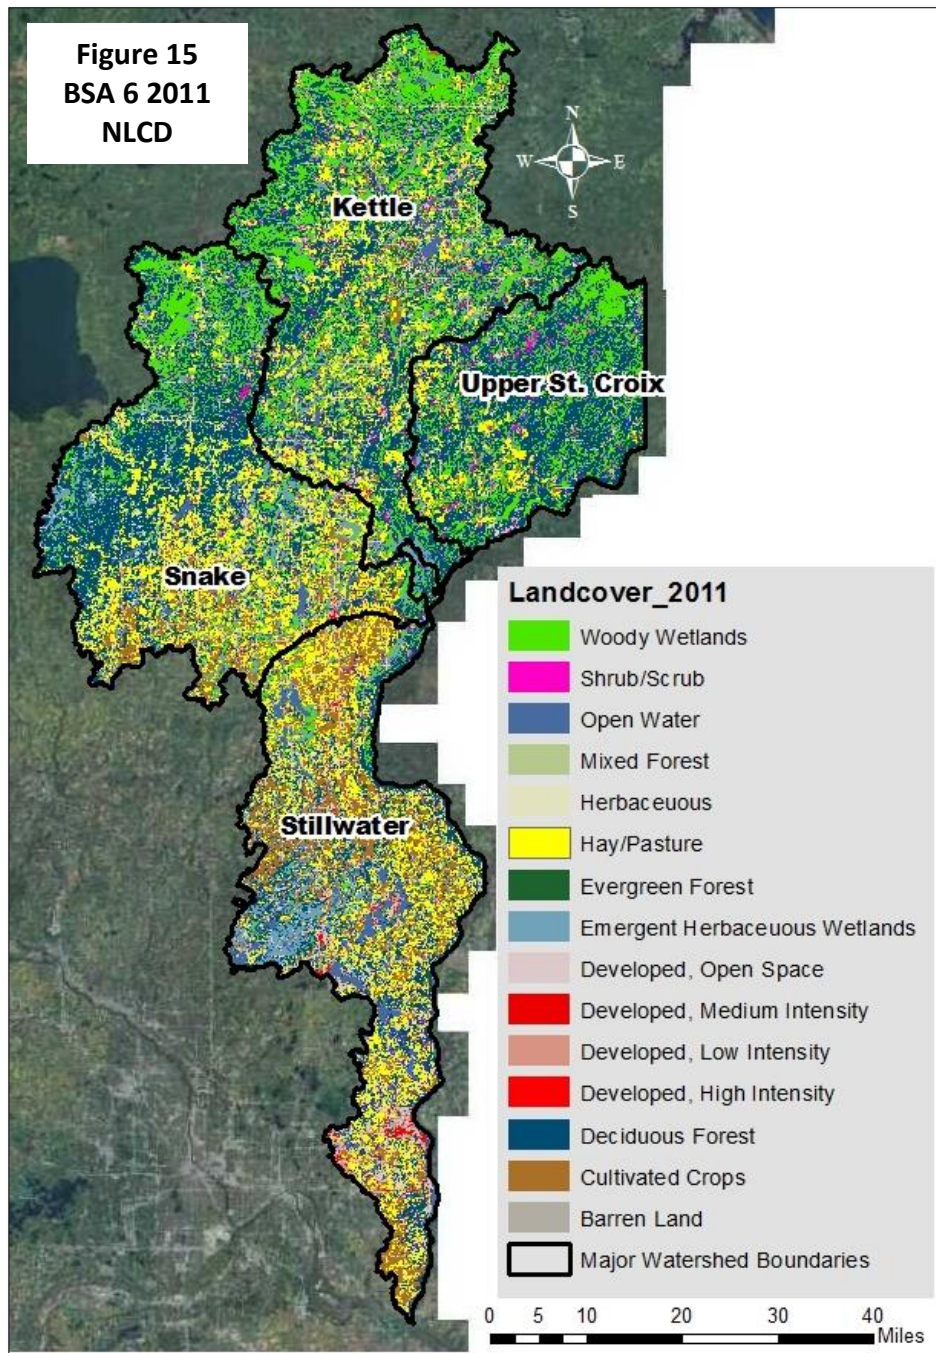 Figure 15
BSA 6 2011
NLCD
N
W E
S
Kettle
Upper St. Croix
Snake
Stillwater
Landcover_2011
Woody Wetlands
Shrub/Scrub
Open Water
Mixed Forest
Herbaceuous
Hay/Pasture
Evergreen Forest
Emergent Herbaceuous Wetlands
Developed, Open Space
Developed, Medium Intensity
Developed, Low Intensity
Developed, High Intensity
Deciduous Forest
Cultivated Crops
Barren Land
Major Watershed Boundaries
0 5 10 20 30 40
Miles